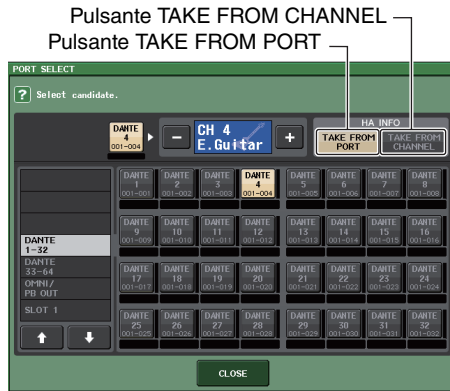 Pulsante TAKE FROM CHANNEL
Pulsante TAKE FROM PORT
PORT SELECT
? Select candidate.
HA INFO
DANTE 4 001-004
−
CH 4
E.Guitar
+
TAKE FROM PORT
TAKE FROM CHANNEL
DANTE 1 001-001
DANTE 2 001-002
DANTE 3 001-003
DANTE 4 001-004
DANTE 5 001-005
DANTE 6 001-006
DANTE 7 001-007
DANTE 8 001-008
DANTE 9 001-009
DANTE 10 001-010
DANTE 11 001-011
DANTE 12 001-012
DANTE 13 001-013
DANTE 14 001-014
DANTE 15 001-015
DANTE 16 001-016
DANTE 1-32
DANTE 33-64
OMNI/ PB OUT
SLOT 1
DANTE 17 001-017
DANTE 18 001-018
DANTE 19 001-019
DANTE 20 001-020
DANTE 21 001-021
DANTE 22 001-022
DANTE 23 001-023
DANTE 24 001-024
DANTE 25 001-025
DANTE 26 001-026
DANTE 27 001-027
DANTE 28 001-028
DANTE 29 001-029
DANTE 30 001-030
DANTE 31 001-031
DANTE 32 001-032
CLOSE